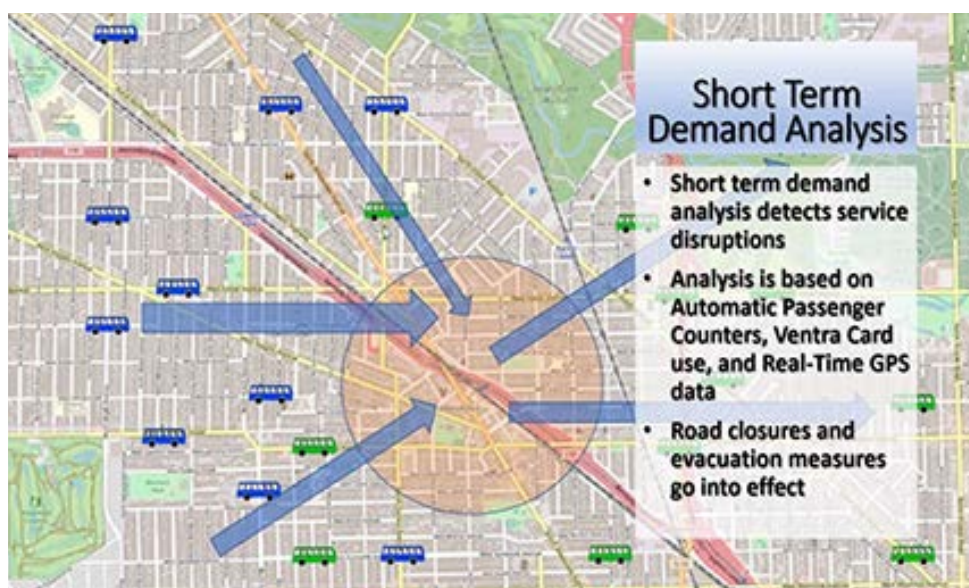 Short Term
Demand Analysis
• Short term demand
analysis detects service
disruptions
• Analysis is based on
Automatic Passenger
Counters, Ventra Card
use, and Real-Time GPS
data
• Road closures and
evacuation measures
go into effect